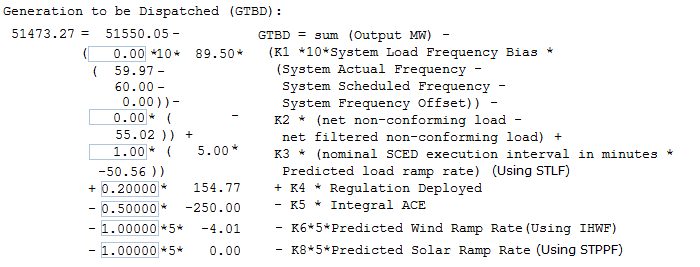 Generation to be Dispatched (GTBD):
51473.27 = 51550.05 - GTBD = sum (Output MW) -
( 0.00 *10* 89.50* (K1 *10*System Load Frequency Bias *
( 59.97 - (System Actual Frequency -
60.00 - System Scheduled Frequency -
0.00))- System Frequency Offset)) -
0.00 * ( - K2 * (net non-conforming load -
55.02 )) + net filtered non-conforming load) +
1.00 * ( 5.00 * K3 * (nominal SCED execution interval in minutes *
-50.56 )) Predicted load ramp rate) (Using STLF)
+ 0.20000 * 154.77 + K4 * Regulation Deployed
- 0.50000 * -250.00 - K5 * Integral ACE
- 1.00000 *5* -4.01 - K6*5*Predicted Wind Ramp Rate(Using IHWF)
- 1.00000 *5* 0.00 - K8*5*Predicted Solar Ramp Rate (Using STPPF)